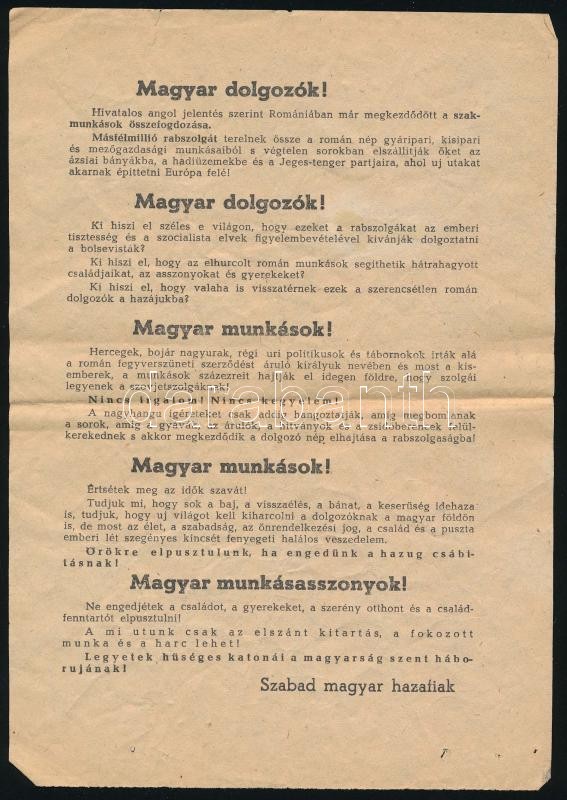 Magyar dolgozók!
Hivatalos angol jelentés szerint Romániában már megkezdődött a szak-
munkások összefogdozása.
Másfélmillió rabszolgát terelnek össze a román nép gyáripari, kisipari
és mezőgazdasági munkásaiból s végtelen sorokban elszállítják őket az
ázsiai bányákba, a hadiüzemekbe és a Jeges-tenger partjaira, ahol uj utakat
akarnak építtetni Európa felé!
Magyar dolgozók!
Ki hiszi el széles e világon, hogy ezeket a rabszolgákat az emberi
tisztesség és a szocialista elvek figyelembevételével kivánják dolgoztatni
a bolsevisták?
Ki hiszi el, hogy az elhurcolt román munkások segithetik hátrahagyott
családjaikat, az asszonyokat és gyerekeket?
Ki hiszi el, hogy valaha is visszatérnek ezek a szerencsétlen román
dolgozók a hazájukba?
Magyar munkások!
Hercegek, bojár nagyurak, régi uri politikusok és tábornokok irták alá
a román fegyverszüneti szerződést áruló királyuk nevében és most a kis-
emberek, a munkások százezreit hajtják el idegen földre, hogy szolgái
legyenek a szovjetszolgáknak!
Nincs irgalom! Nincs kegyelem!
A nagyhangu igéreteket csak addig hangoztatják, amig megbomlanak
a sorok, amig a gyávák, az árulók, a hitványok és a zsidóbérencek felül-
kerekednek s akkor megkezdődik a dolgozó nép elhajtása a rabszolgaságba!
Magyar munkások!
Értsétek meg az idők szavát!
Tudjuk mi, hogy sok a baj, a visszaélés, a bánat, a keserüség idehaza
is, tudjuk, hogy uj világot kell kiharcolni a dolgozóknak a magyar földön
is, de most az élet, a szabadság, az önrendelkezési jog, a család és a puszta
emberi lét szegényes kincsét fenyegeti halálos veszedelem.
Örökre elpusztulunk, ha engedünk a hazug csábi-
tásnak!
Magyar munkásasszonyok!
Ne engedjétek a családot, a gyerekeket, a szerény otthont és a család-
fenntartót elpusztulni!
A mi utunk csak az elszánt kitartás, a fokozott
munka és a harc lehet!
Legyetek hüséges katonái a magyarság szent hábo-
rujának!
Szabad magyar hazafiak
darabanth